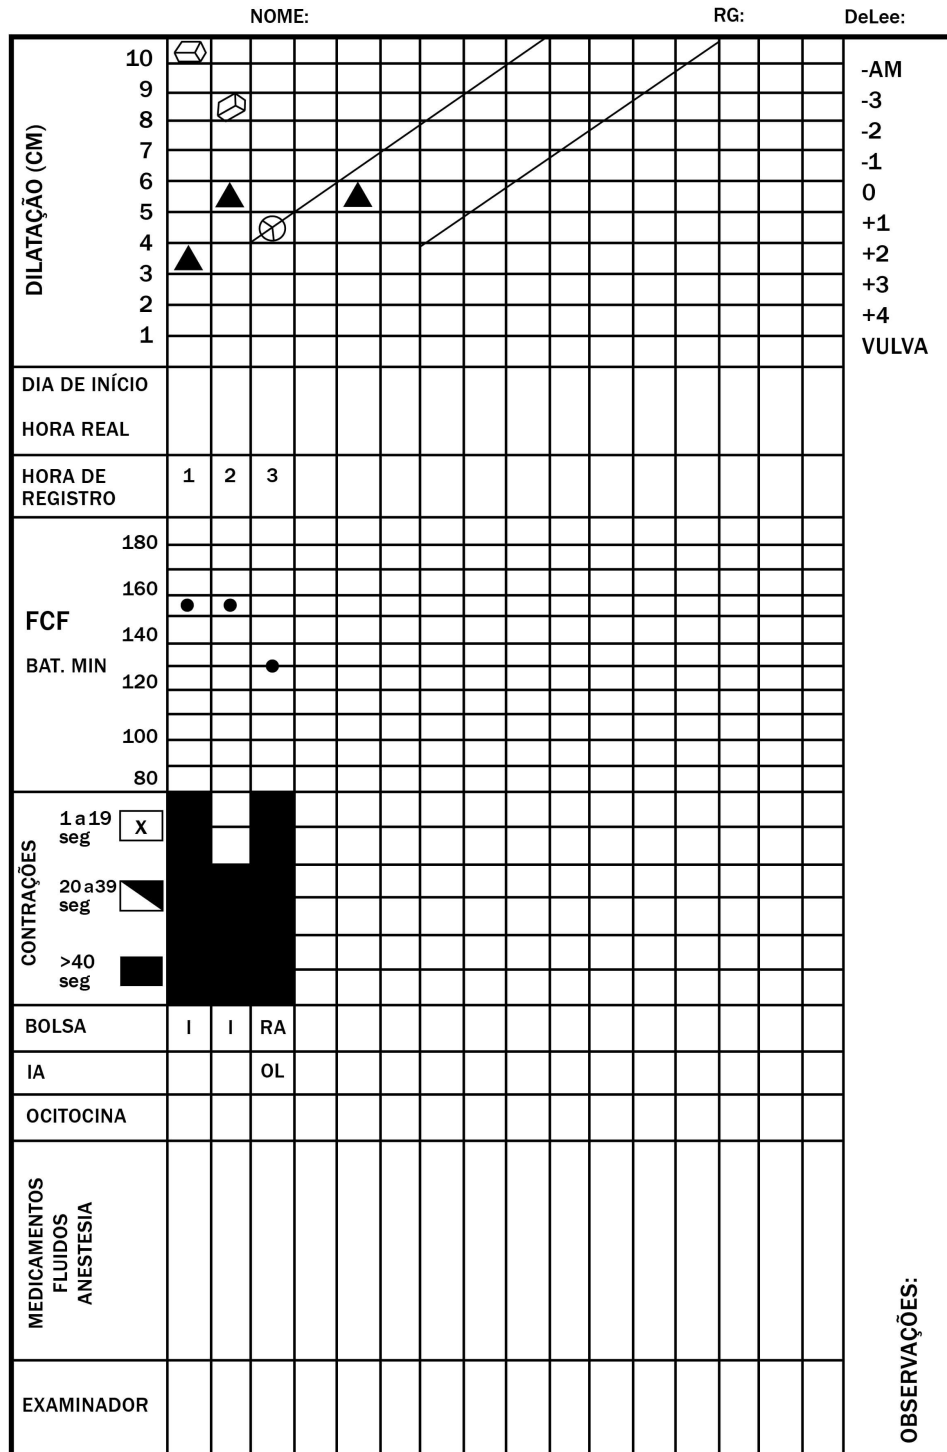 NOME: RG: DeLee:
DILATAÇÃO (CM)
10
9
8
7
6
5
4
3
2
1
-AM
-3
-2
-1
0
+1
+2
+3
+4
VULVA
DIA DE INÍCIO
HORA REAL
HORA DE 1 2 3
REGISTRO
FCF
BAT. MIN
180
160
140
120
100
80
CONTRAÇÕES
1 a 19
seg
X
20 a 39
seg
>40
seg
BOLSA I I RA
IA OL
OCITOCINA
MEDICAMENTOS
FLUIDOS
ANESTESIA
EXAMINADOR
OBSERVAÇÕES: